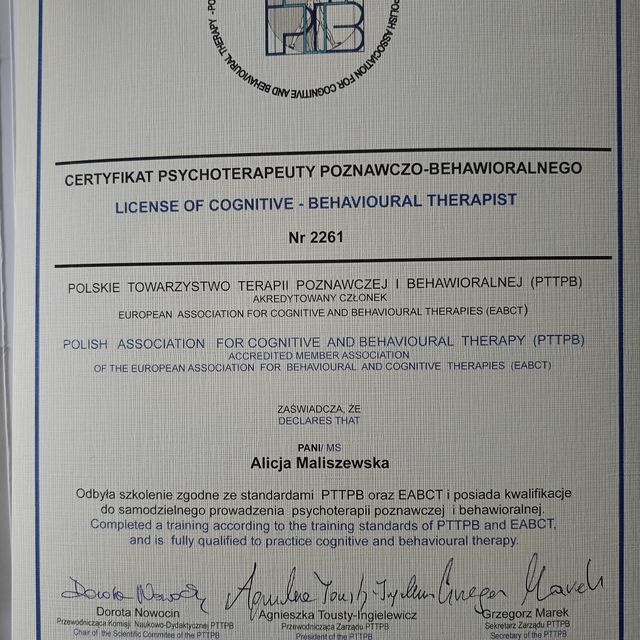 POLISH ASSOCIATION FOR COGNITIVE AND BEHAVIOURAL THERAPY
CERTYFIKAT PSYCHOTERAPEUTY POZNAWCZO-BEHAWIORALNEGO
LICENSE OF COGNITIVE - BEHAVIOURAL THERAPIST
Nr 2261
POLSKIE TOWARZYSTWO TERAPII POZNAWCZEJ I BEHAWIORALNEJ (PTTPB)
AKREDYTOWANY CZŁONEK
EUROPEAN ASSOCIATION FOR COGNITIVE AND BEHAVIOURAL THERAPIES (EABCT)
POLISH ASSOCIATION FOR COGNITIVE AND BEHAVIOURAL THERAPY (PTTPB)
ACCREDITED MEMBER ASSOCIATION
OF THE EUROPEAN ASSOCIATION FOR BEHAVIOURAL AND COGNITIVE THERAPIES (EABCT)
ZAŚWIADCZA, ŻE
DECLARES THAT
PANI/ MS
Alicja Maliszewska
Odbyła szkolenie zgodne ze standardami PTTPB oraz EABCT i posiada kwalifikacje
do samodzielnego prowadzenia psychoterapii poznawczej i behawioralnej.
Completed a training according to the training standards of PTTPB and EABCT,
and is fully qualified to practice cognitive and behavioural therapy.
Dorota Nowocin Agnieszka Tousty-Ingielewicz Grzegorz Marek
Przewodnicząca Komisji Naukowo-Dydaktycznej PTTPB Przewodnicząca Zarządu PTTPB Sekretarz Zarządu PTTPB
Chair of the Scientific Commitee of the PTTPB President of the PTTPB Secretary of the PTTPB